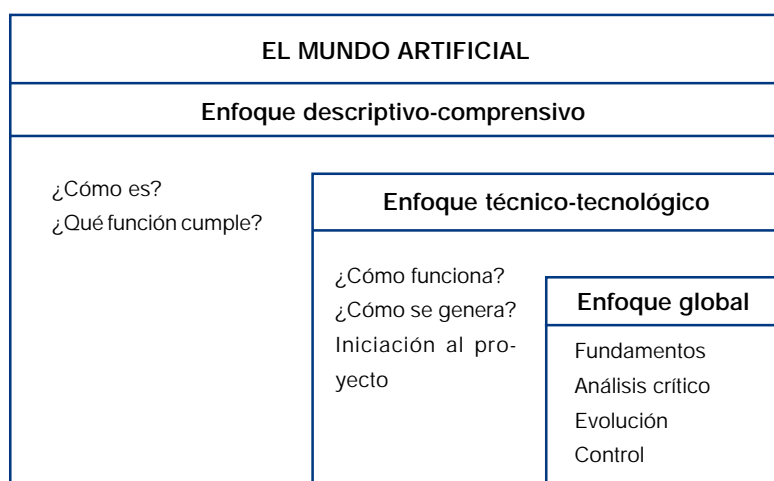 EL MUNDO ARTIFICIAL
Enfoque descriptivo-comprensivo
¿Cómo es?
¿Qué función cumple?
Enfoque técnico-tecnológico
¿Cómo funciona?
¿Cómo se genera?
Iniciación al pro-
yecto
Enfoque global
Fundamentos
Análisis crítico
Evolución
Control